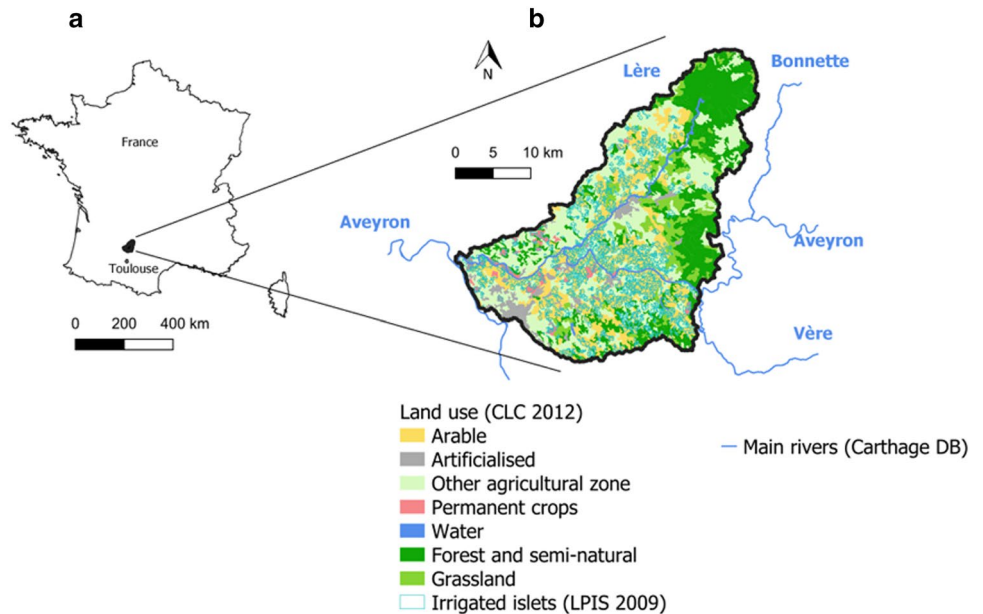 a
b
N
Lère
Bonnette
France
0 5 10 km
Aveyron
Aveyron
Toulouse
0 200 400 km
Vère
Land use (CLC 2012)
Arable
Artificialised
Main rivers (Carthage DB)
Other agricultural zone
Permanent crops
Water
Forest and semi-natural
Grassland
Irrigated islets (LPIS 2009)